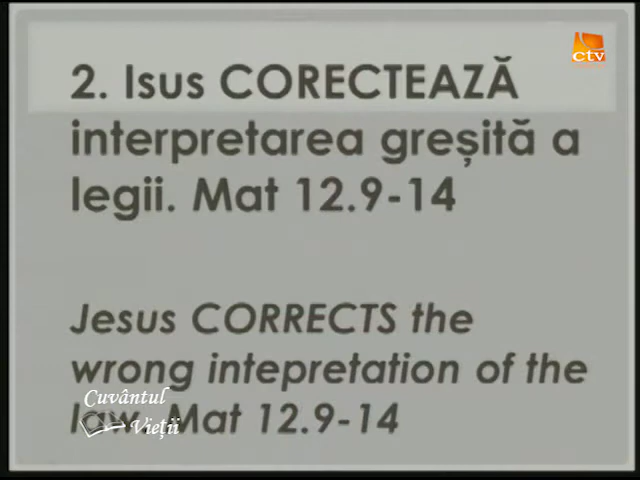 ctv
2. Isus CORECTEAZĂ
interpretarea greșită a
legii. Mat 12.9-14
Jesus CORRECTS the
wrong intepretation of the
law. Mat 12.9-14
Cuvântul
Vieții